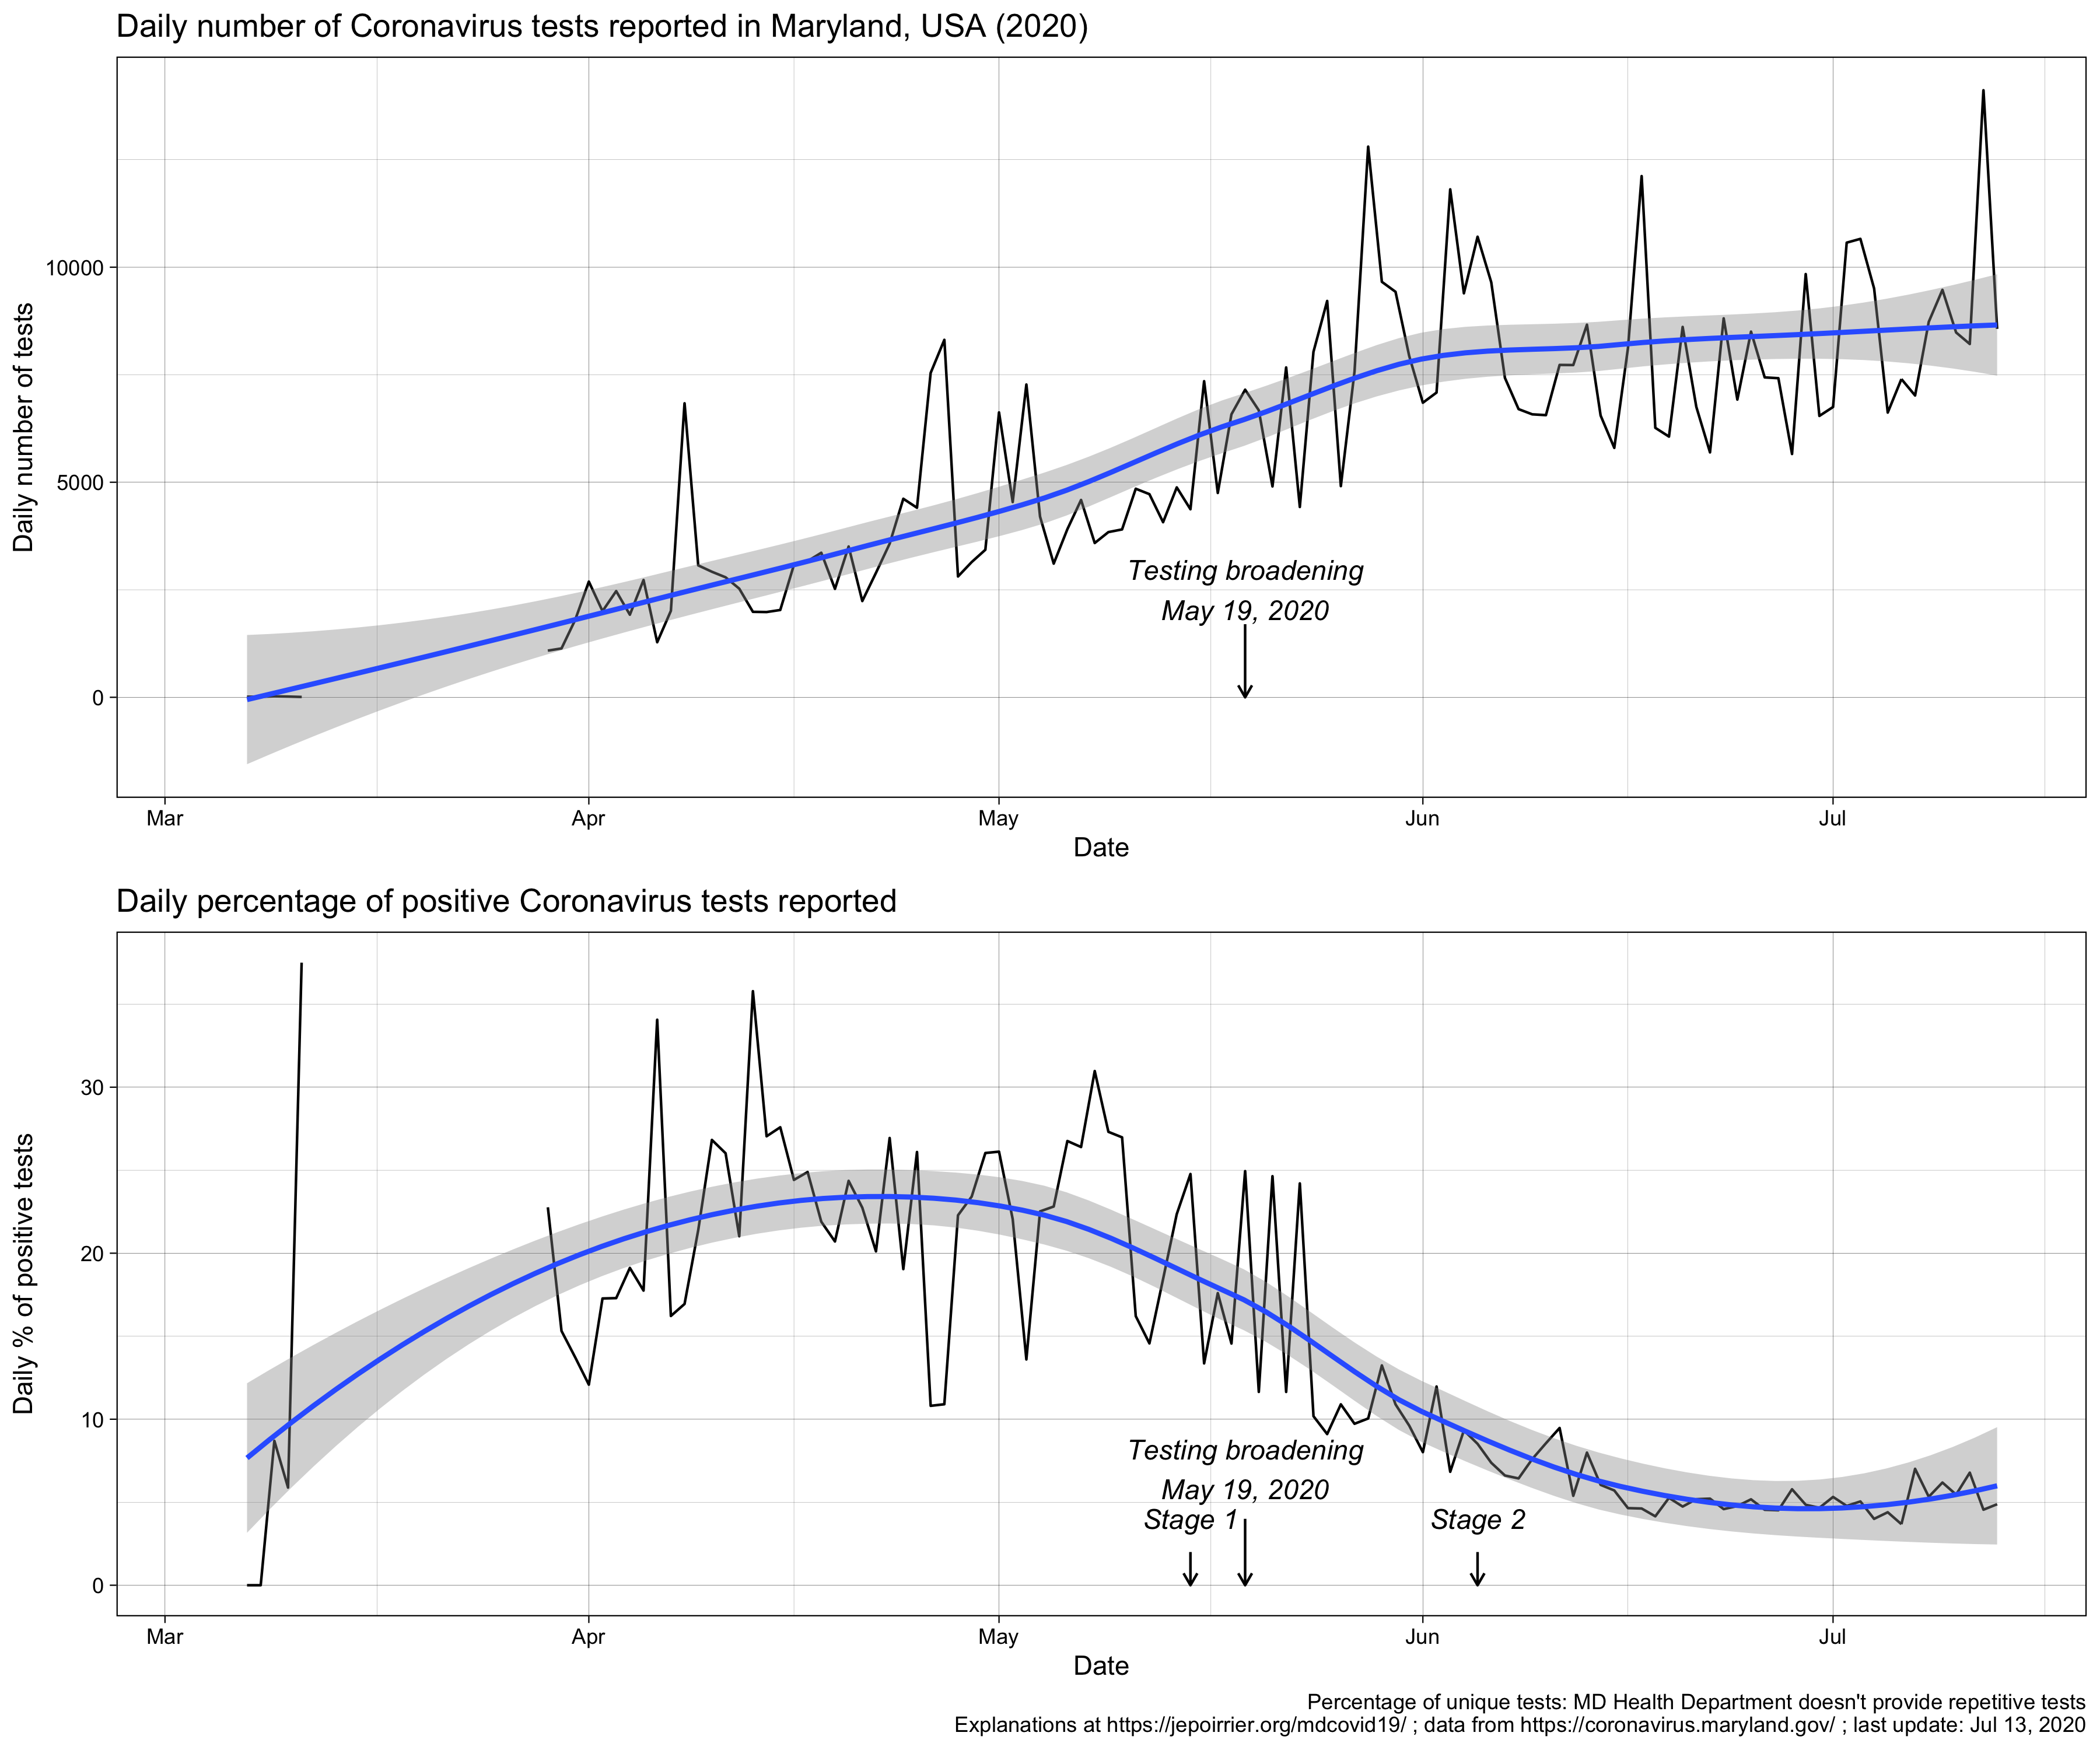 Daily number of Coronavirus tests reported in Maryland, USA (2020)
Daily number of tests
10000
5000
0
Testing broadening
May 19, 2020
Mar Apr May Jun Jul
Date
Daily percentage of positive Coronavirus tests reported
Daily % of positive tests
30
20
10
0
Testing broadening
May 19, 2020
Stage 1 Stage 2
Mar Apr May Jun Jul
Date
Percentage of unique tests: MD Health Department doesn't provide repetitive tests
Explanations at https://jepoirrier.org/mdcovid19/ ; data from https://coronavirus.maryland.gov/ ; last update: Jul 13, 2020